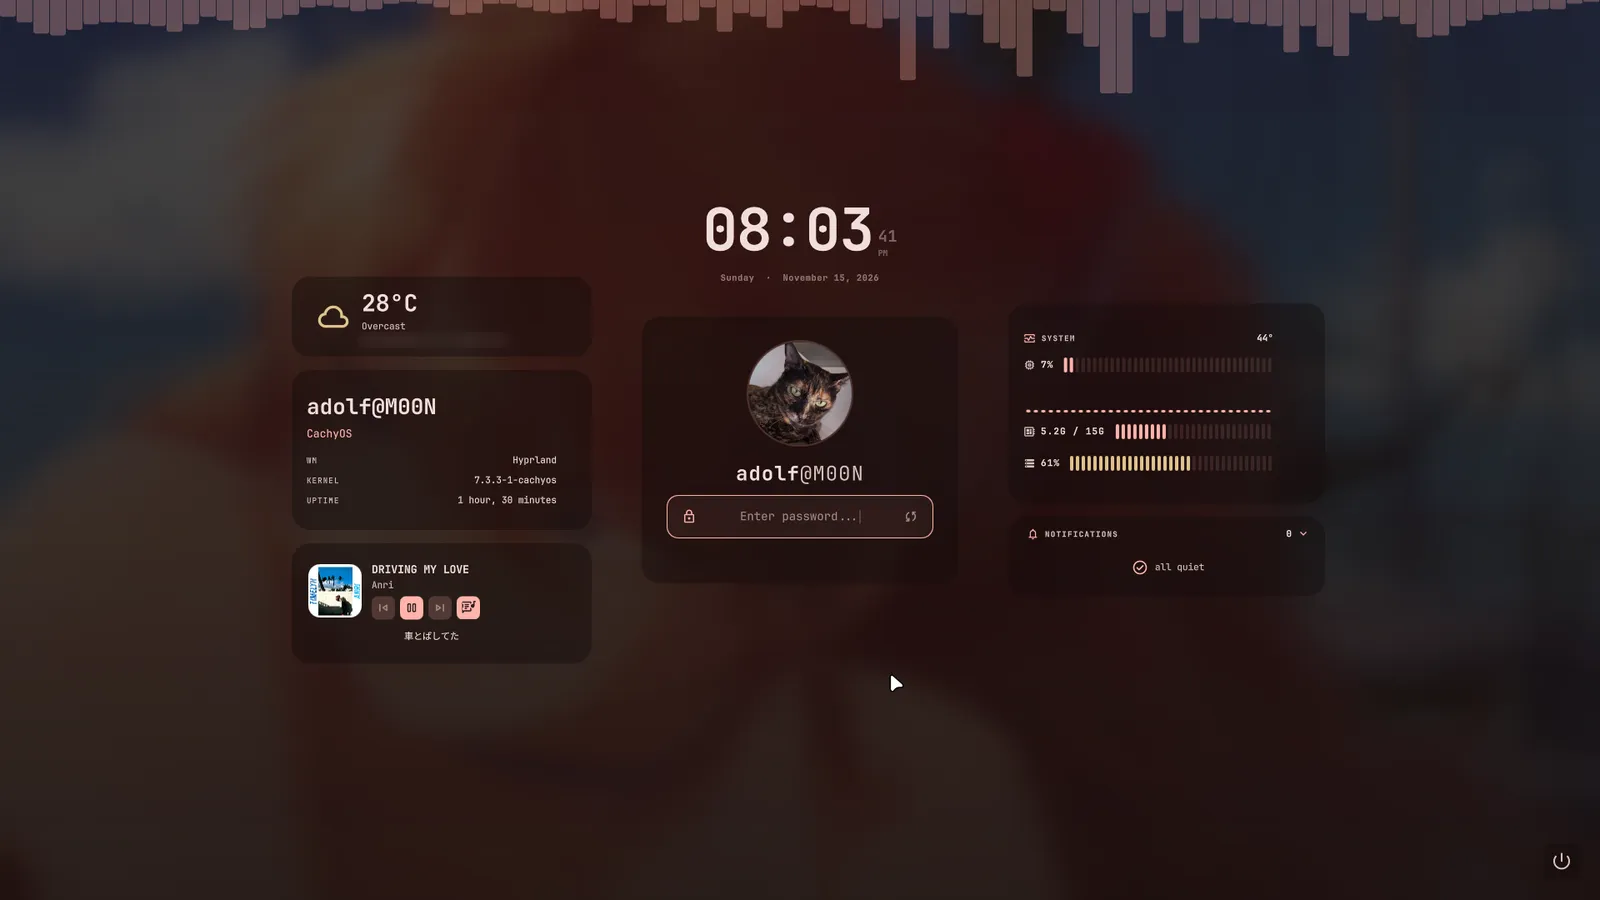 08:03
41
PM
Sunday · November 15, 2026
28°C
Overcast
adolf@M00N
CachyOS
WM Hyprland
KERNEL 7.3.3-1-cachyos
UPTIME 1 hour, 30 minutes
DRIVING MY LOVE
Anri
車とばしてた
adolf@M00N
Enter password...
SYSTEM 44°
7%
5.2G / 15G
61%
NOTIFICATIONS 0
all quiet